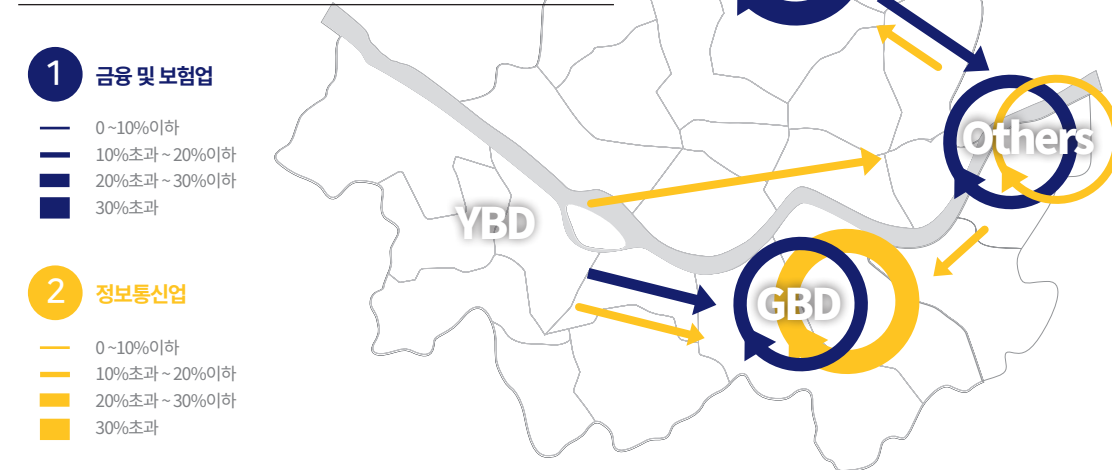 1 금융 및 보험업
0 ~10%이하
10%초과 ~ 20%이하
20%초과 ~ 30%이하
30%초과
2 정보통신업
0 ~10%이하
10%초과 ~ 20%이하
20%초과 ~ 30%이하
30%초과
Others
YBD
GBD